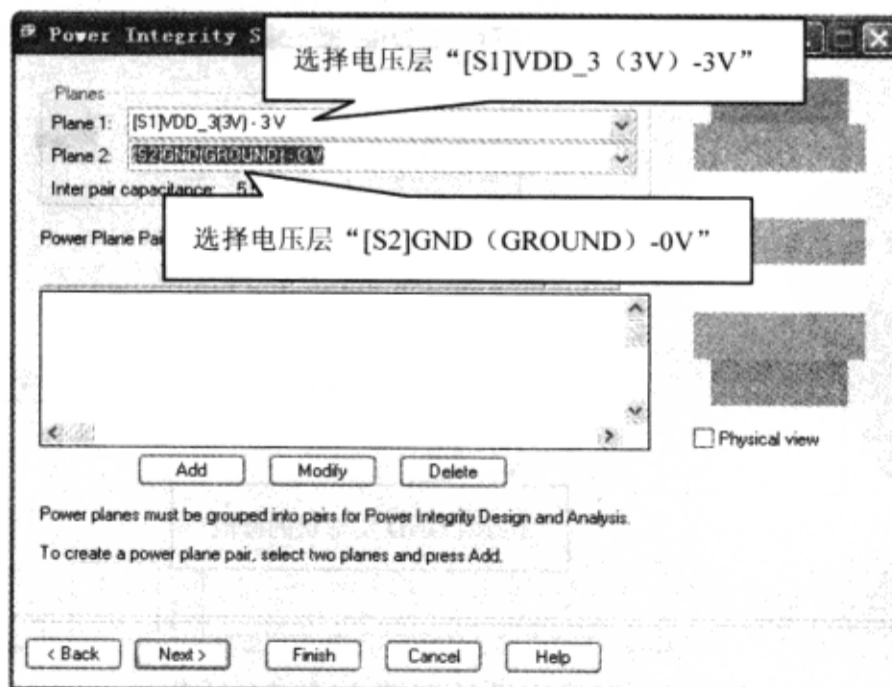 Power Integrity S
选择电压层“[S1]VDD_3（3V）-3V”
Planes
Plane 1: [S1]VDD_3(3V) - 3 V
Plane 2: [S2]GND(GROUND) - 0 V
Inter pair capacitance: 5
选择电压层“[S2]GND（GROUND）-0V”
Power Plane Pai
Physical view
Add Modify Delete
Power planes must be grouped into pairs for Power Integrity Design and Analysis.
To create a power plane pair, select two planes and press Add.
< Back Next > Finish Cancel Help